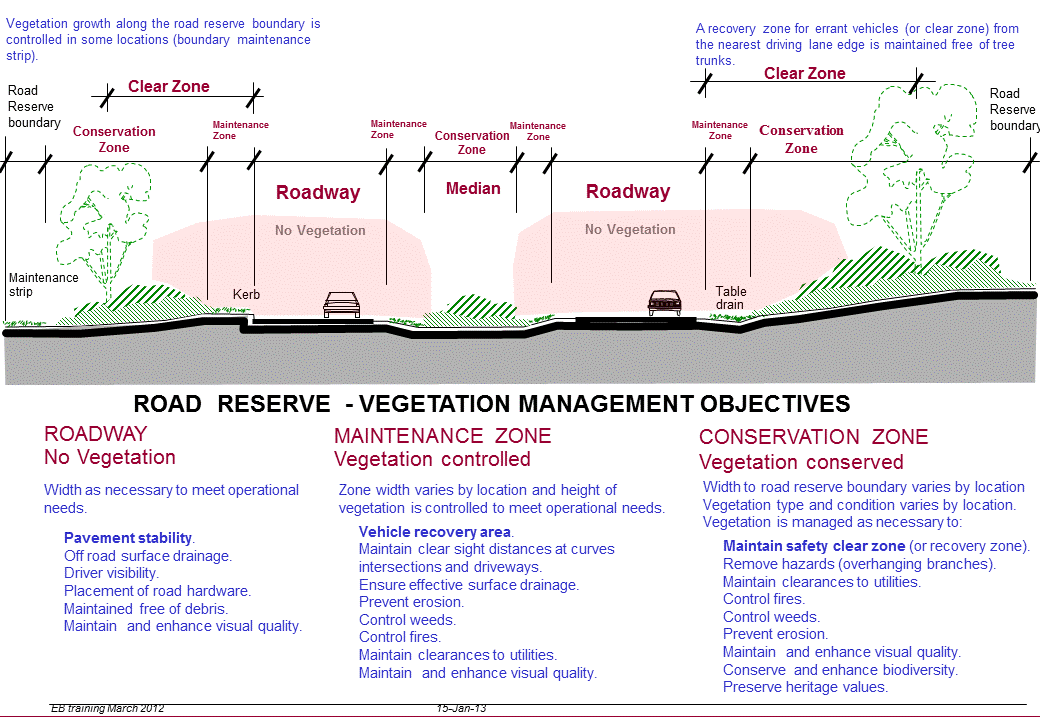 Vegetation growth along the road reserve boundary is
controlled in some locations (boundary maintenance
strip).
A recovery zone for errant vehicles (or clear zone) from
the nearest driving lane edge is maintained free of tree
trunks.
Clear Zone
Clear Zone
Road
Reserve
boundary
Road
Reserve
boundary
Conservation
Zone
Maintenance
Zone
Maintenance
Zone
Conservation
Zone
Maintenance
Zone
Maintenance
Zone
Conservation
Zone
Roadway
Median
Roadway
No Vegetation
No Vegetation
Maintenance
strip
Kerb
Table
drain
ROAD RESERVE - VEGETATION MANAGEMENT OBJECTIVES
ROADWAY
No Vegetation
Width as necessary to meet operational
needs.
Pavement stability.
Off road surface drainage.
Driver visibility.
Placement of road hardware.
Maintained free of debris.
Maintain and enhance visual quality.
MAINTENANCE ZONE
Vegetation controlled
Zone width varies by location and height of
vegetation is controlled to meet operational needs.
Vehicle recovery area.
Maintain clear sight distances at curves
intersections and driveways.
Ensure effective surface drainage.
Prevent erosion.
Control weeds.
Control fires.
Maintain clearances to utilities.
Maintain and enhance visual quality.
CONSERVATION ZONE
Vegetation conserved
Width to road reserve boundary varies by location
Vegetation type and condition varies by location.
Vegetation is managed as necessary to:
Maintain safety clear zone (or recovery zone).
Remove hazards (overhanging branches).
Maintain clearances to utilities.
Control fires.
Control weeds.
Prevent erosion.
Maintain and enhance visual quality.
Conserve and enhance biodiversity.
Preserve heritage values.
EB training March 2012
15-Jan-13